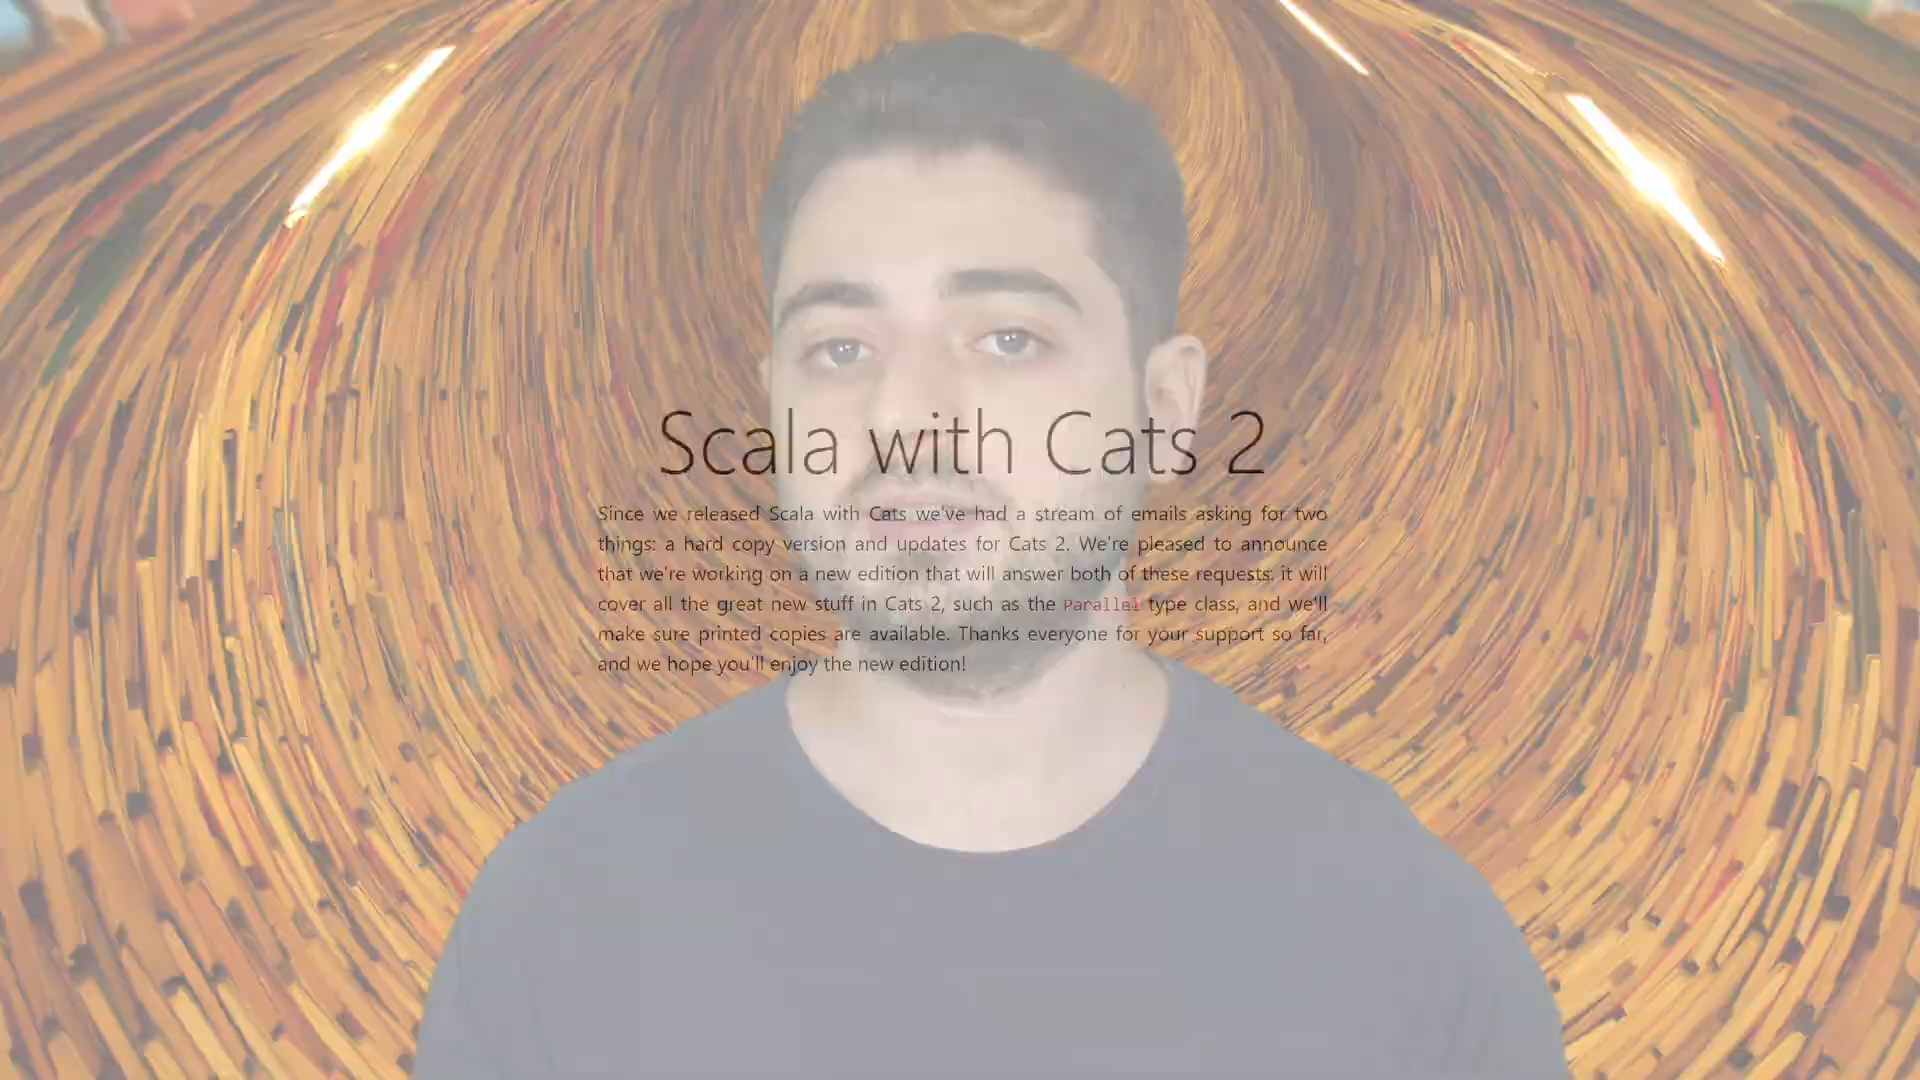 Scala with Cats 2
Since we released Scala with Cats we've had a stream of emails asking for two
things: a hard copy version and updates for Cats 2. We're pleased to announce
that we're working on a new edition that will answer both of these requests: it will
cover all the great new stuff in Cats 2, such as the Parallel type class, and we'll
make sure printed copies are available. Thanks everyone for your support so far,
and we hope you'll enjoy the new edition!